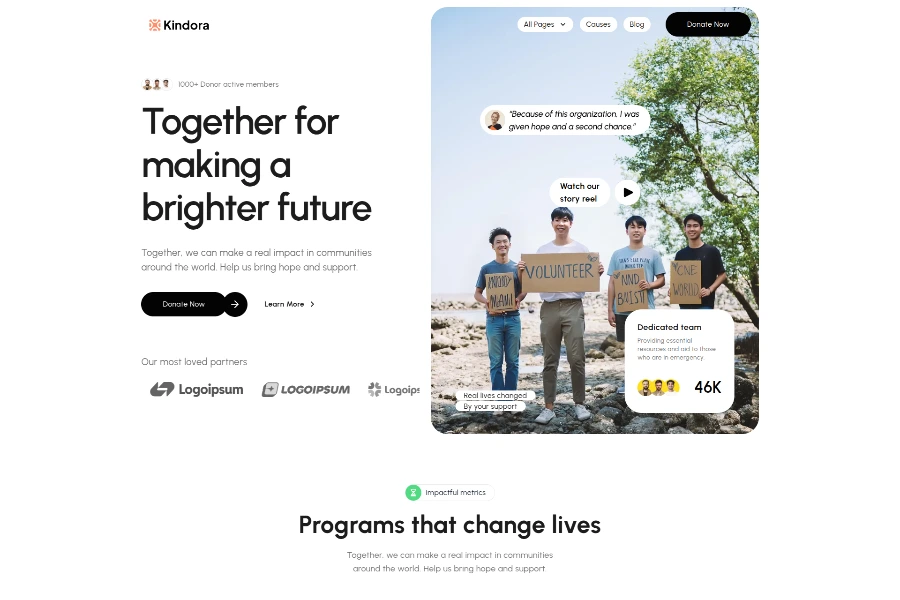 Kindora
All Pages
Causes
Blog
Donate Now
1000+ Donor active members
Together for
making a
brighter future
Together, we can make a real impact in communities
around the world. Help us bring hope and support.
Donate Now
Learn More
Our most loved partners
Logoipsum
LOGOIPSUM
Logoips
"Because of this organization, I was
given hope and a second chance."
Watch our
story reel
VOLUNTEER
WORLD
Dedicated team
Providing essential
resources and aid to those
who are in emergency.
46K
Real lives changed
By your support
Impactful metrics
Programs that change lives
Together, we can make a real impact in communities
around the world. Help us bring hope and support